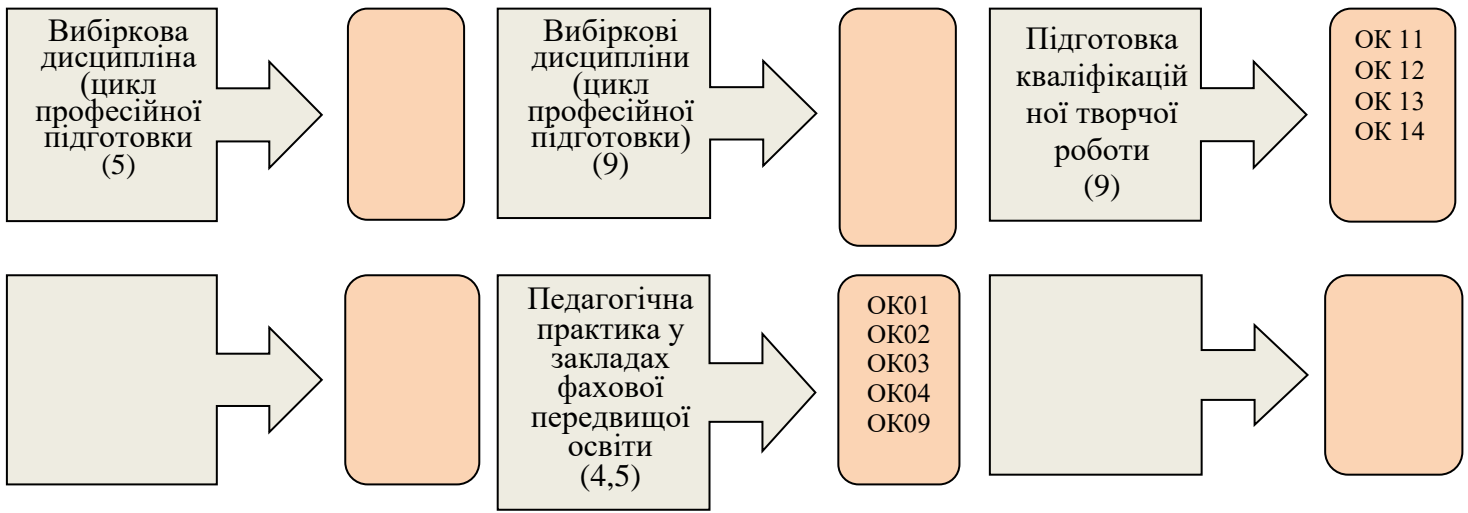 Вибіркова
дисципліна
(цикл
професійної
підготовки
(5)
Вибіркові
дисципліни
(цикл
професійної
підготовки)
(9)
Підготовка
кваліфікацій
ної творчої
роботи
(9)
ОК 11
ОК 12
ОК 13
ОК 14
Педагогічна
практика у
закладах
фахової
передвищої
освіти
(4,5)
ОК01
ОК02
ОК03
ОК04
ОК09